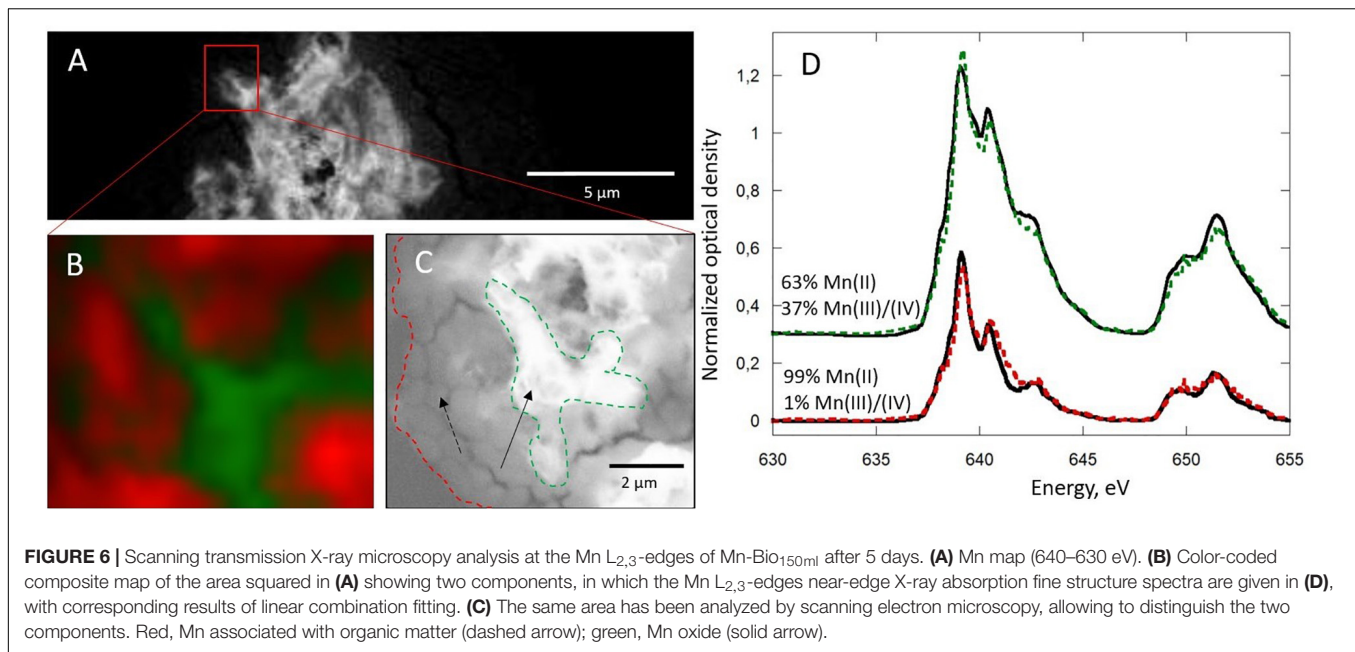 A
5 µm
B
C
2 µm
D
Normalized optical density
1,2
1
0,8
0,6
0,4
0,2
0
63% Mn(II)
37% Mn(III)/(IV)
99% Mn(II)
1% Mn(III)/(IV)
630
635
640
645
650
655
Energy, eV
FIGURE 6 | Scanning transmission X-ray microscopy analysis at the Mn L2,3-edges of Mn-Bio150ml after 5 days. (A) Mn map (640–630 eV). (B) Color-coded
composite map of the area squared in (A) showing two components, in which the Mn L2,3-edges near-edge X-ray absorption fine structure spectra are given in (D),
with corresponding results of linear combination fitting. (C) The same area has been analyzed by scanning electron microscopy, allowing to distinguish the two
components. Red, Mn associated with organic matter (dashed arrow); green, Mn oxide (solid arrow).